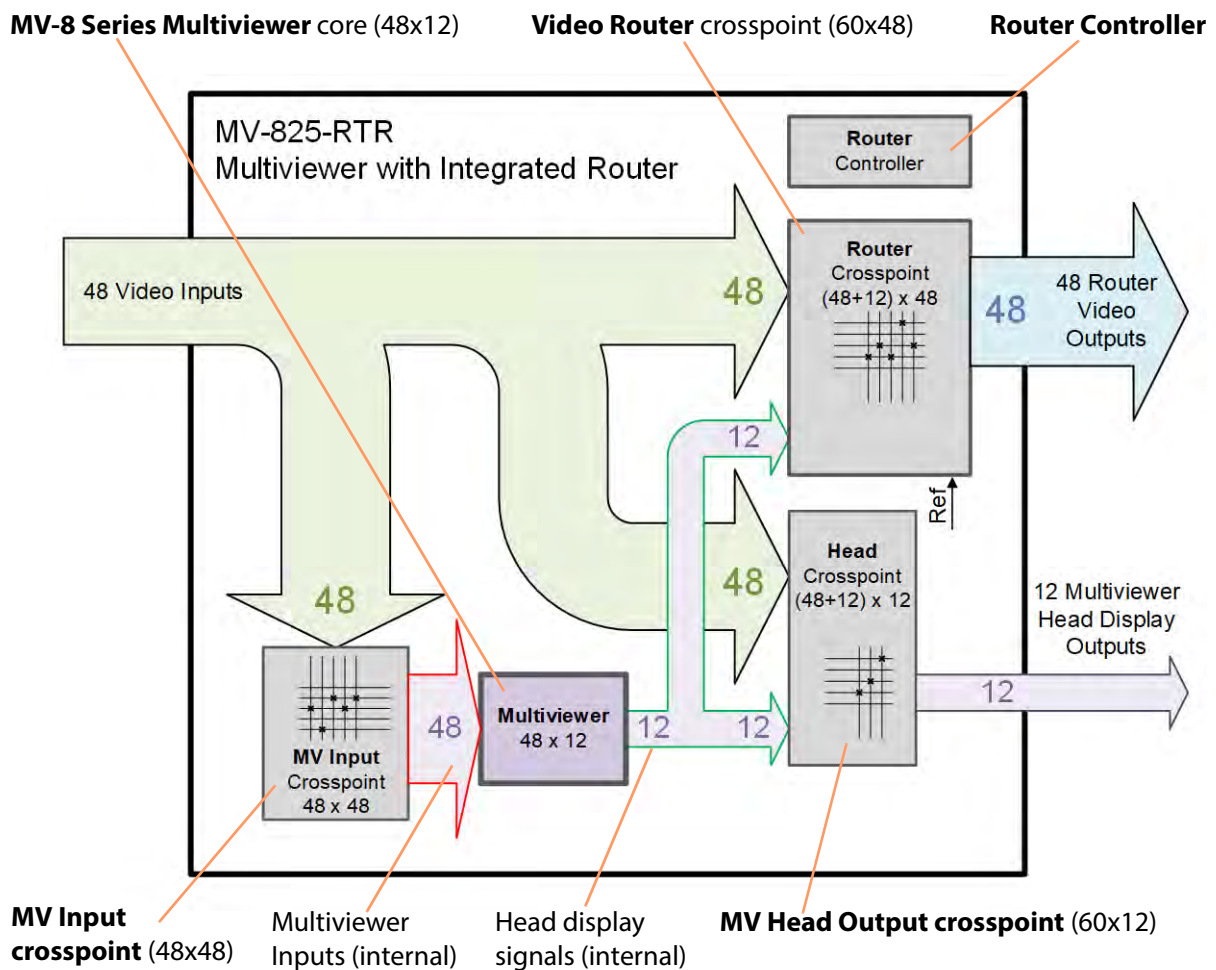 MV-8 Series Multiviewer core (48x12)
Video Router crosspoint (60x48)
Router Controller
MV-825-RTR
Multiviewer with Integrated Router
Router
Controller
48 Video Inputs
48
Router
Crosspoint
(48+12) x 48
48
48 Router
Video
Outputs
12
Ref
48
48
Head
Crosspoint
(48+12) x 12
12 Multiviewer
Head Display
Outputs
MV Input
Crosspoint
48 x 48
48
Multiviewer
48 x 12
12
12
12
MV Input
crosspoint (48x48)
Multiviewer
Inputs (internal)
Head display
signals (internal)
MV Head Output crosspoint (60x12)